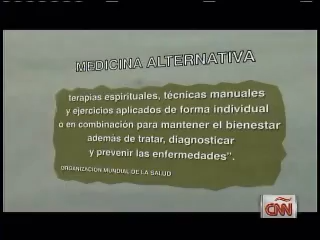 MEDICINA ALTERNATIVA
terapias espirituales, técnicas manuales
y ejercicios aplicados de forma individual
o en combinación para mantener el bienestar
además de tratar, diagnosticar
y prevenir las enfermedades".
ORGANIZACIÓN MUNDIAL DE LA SALUD
CNN